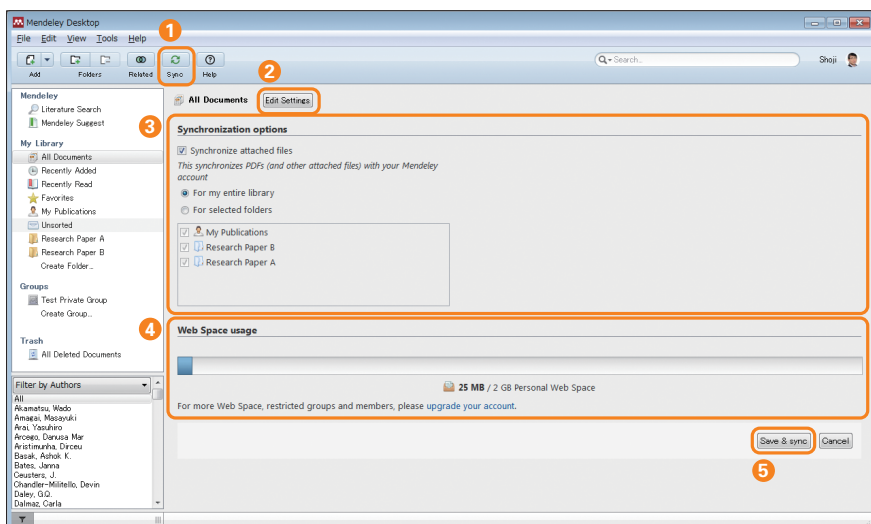 Mendeley Desktop
File Edit View Tools Help
1
Add Folders Related Sync Help
Search...
Shoji
2
Mendeley
Literature Search
Mendeley Suggest
My Library
All Documents
Recently Added
Recently Read
Favorites
My Publications
Unsorted
Research Paper A
Research Paper B
Create Folder...
Groups
Test Private Group
Create Group...
Trash
All Deleted Documents
Filter by Authors
All
Akamatsu, Wado
Amagai, Masayuki
Arai, Yasuhiro
Arcego, Danusa Mar
Aristimunha, Dirceu
Basak, Ashok K.
Bates, Janna
Ceusters, J.
Chandler-Militello, Devin
Daley, G.Q.
Dalmaz, Carla
All Documents Edit Settings
3
Synchronization options
Synchronize attached files
This synchronizes PDFs (and other attached files) with your Mendeley
account
For my entire library
For selected folders
My Publications
Research Paper B
Research Paper A
4
Web Space usage
25 MB / 2 GB Personal Web Space
For more Web Space, restricted groups and members, please upgrade your account.
Save & sync Cancel
5